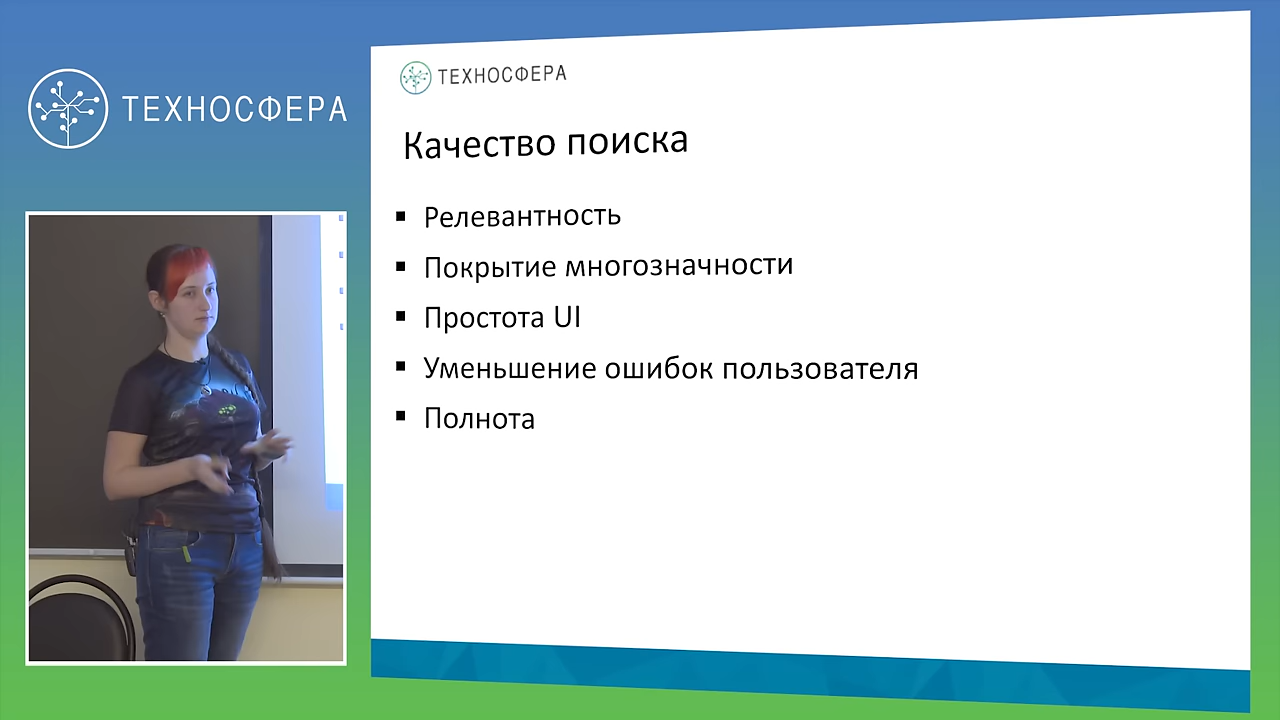 ТЕХНОСФЕРА
ТЕХНОСФЕРА
Качество поиска
Релевантность
Покрытие многозначности
Простота UI
Уменьшение ошибок пользователя
Полнота